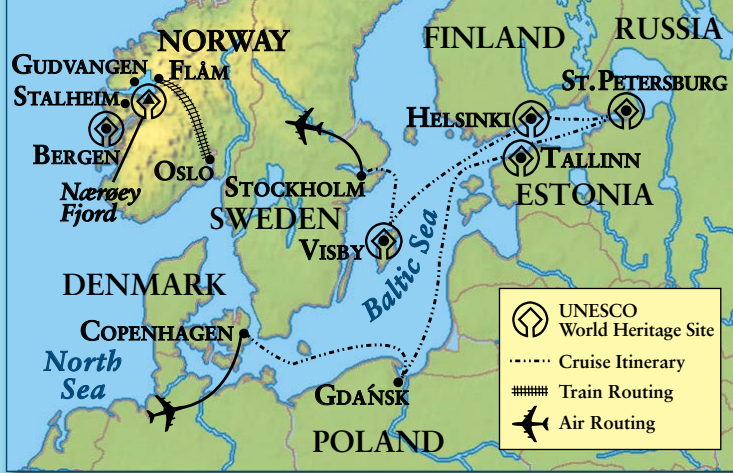 NORWAY
FINLAND
RUSSIA
GUDVANGEN
FLÅM
ST. PETERSBURG
STALHEIM
HELSINKI
BERGEN
OSLO
TALLINN
Nærøey
Fjord
STOCKHOLM
ESTONIA
SWEDEN
VISBY
Baltic Sea
DENMARK
COPENHAGEN
North
Sea
GDAŃSK
POLAND
UNESCO
World Heritage Site
Cruise Itinerary
Train Routing
Air Routing